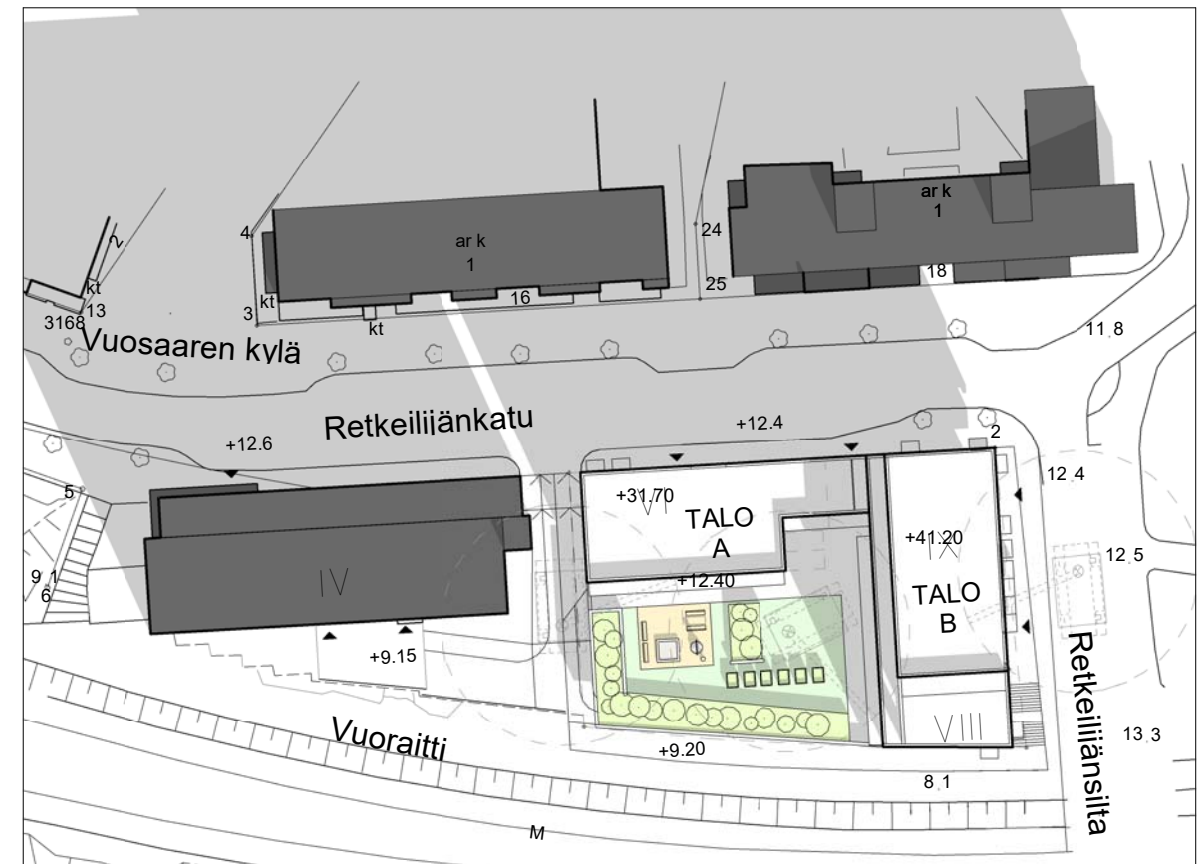 2
4
kt
13
3168
kt
3
ar k
1
16
kt
24
25
ar k
1
18
11.8
Vuosaaren kylä
Retkeilijänkatu
+12.6
+12.4
2
12.4
5
9.1
6
IV
+9.15
+31.70
VI
TALO
A
+12.40
+41.20
IX
TALO
B
12.5
VIII
Retkeilijänsilta
13.3
Vuoraitti
+9.20
8.1
M